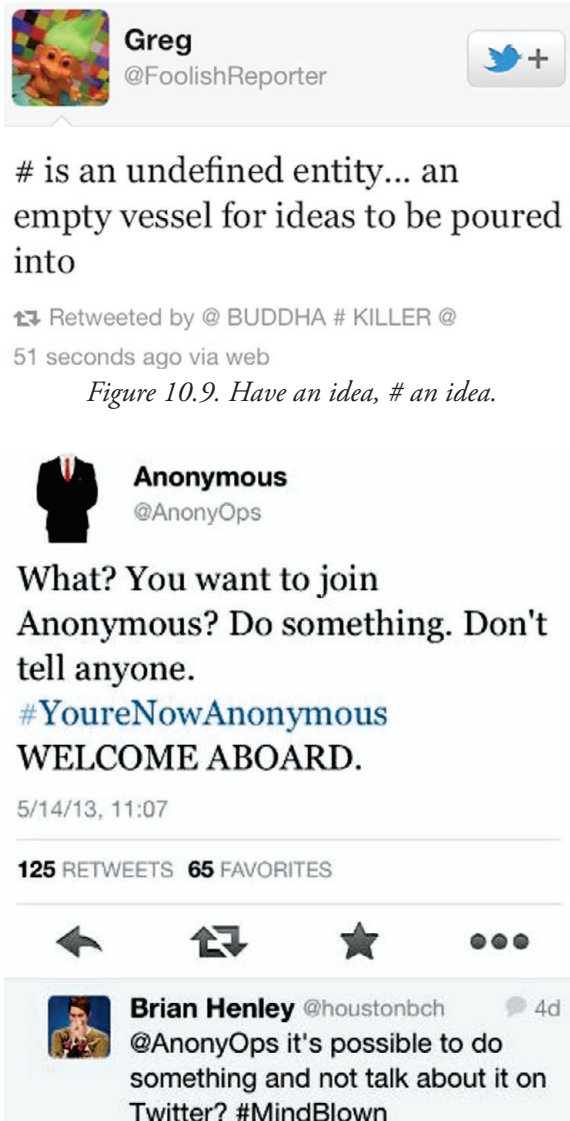 Greg
@FoolishReporter
# is an undefined entity... an
empty vessel for ideas to be poured
into
Retweeted by @ BUDDHA # KILLER @
51 seconds ago via web
Figure 10.9. Have an idea, # an idea.
Anonymous
@AnonyOps
What? You want to join
Anonymous? Do something. Don't
tell anyone.
#YoureNowAnonymous
WELCOME ABOARD.
5/14/13, 11:07
125 RETWEETS 65 FAVORITES
Brian Henley @houstonbch 4d
@AnonyOps it's possible to do
something and not talk about it on
Twitter? #MindBlown